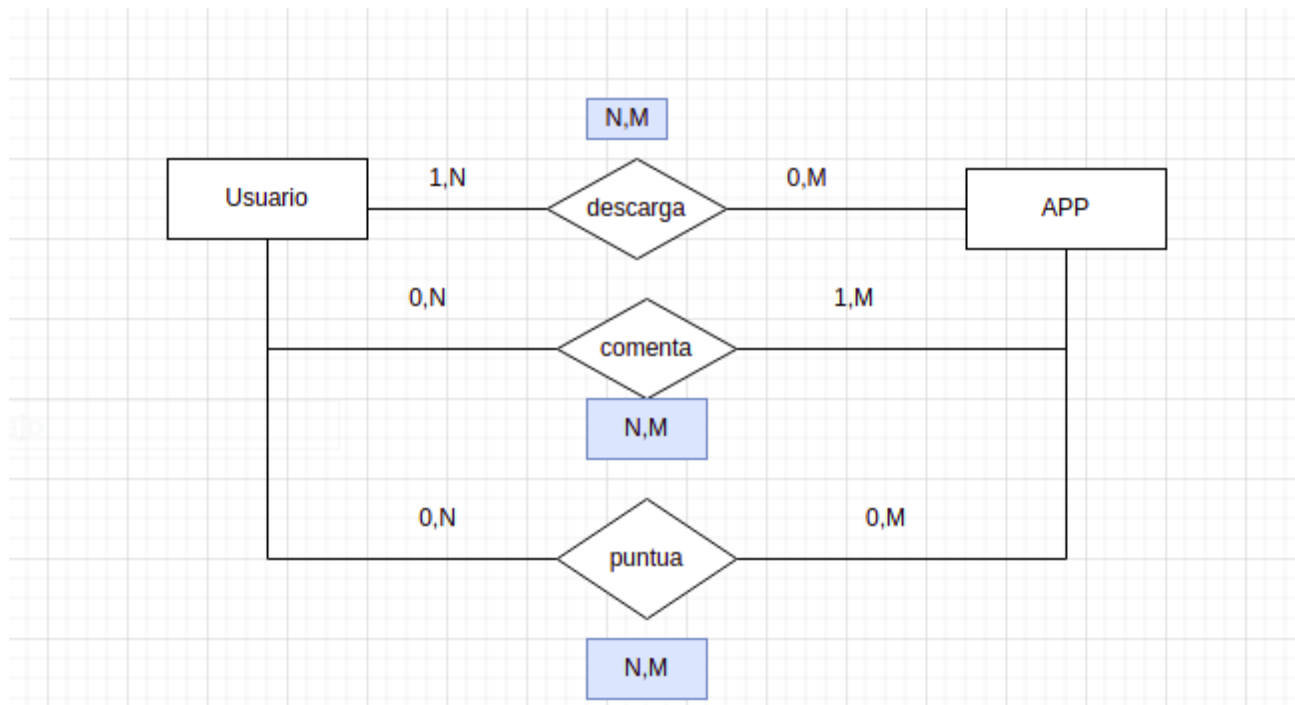 N,M
1,N
0,M
Usuario
descarga
APP
0,N
1,M
comenta
N,M
0,N
0,M
puntua
N,M